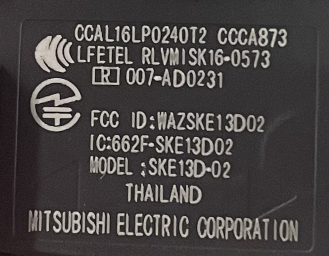 CCAL16LP0240T2 CCCA873
LFETEL RLVMISK16-0573
R 007-AD0231
FCC ID:WAZSKE13D02
IC:662F-SKE13D02
MODEL :SKE13D-02
THAILAND
MITSUBISHI ELECTRIC CORPORATION